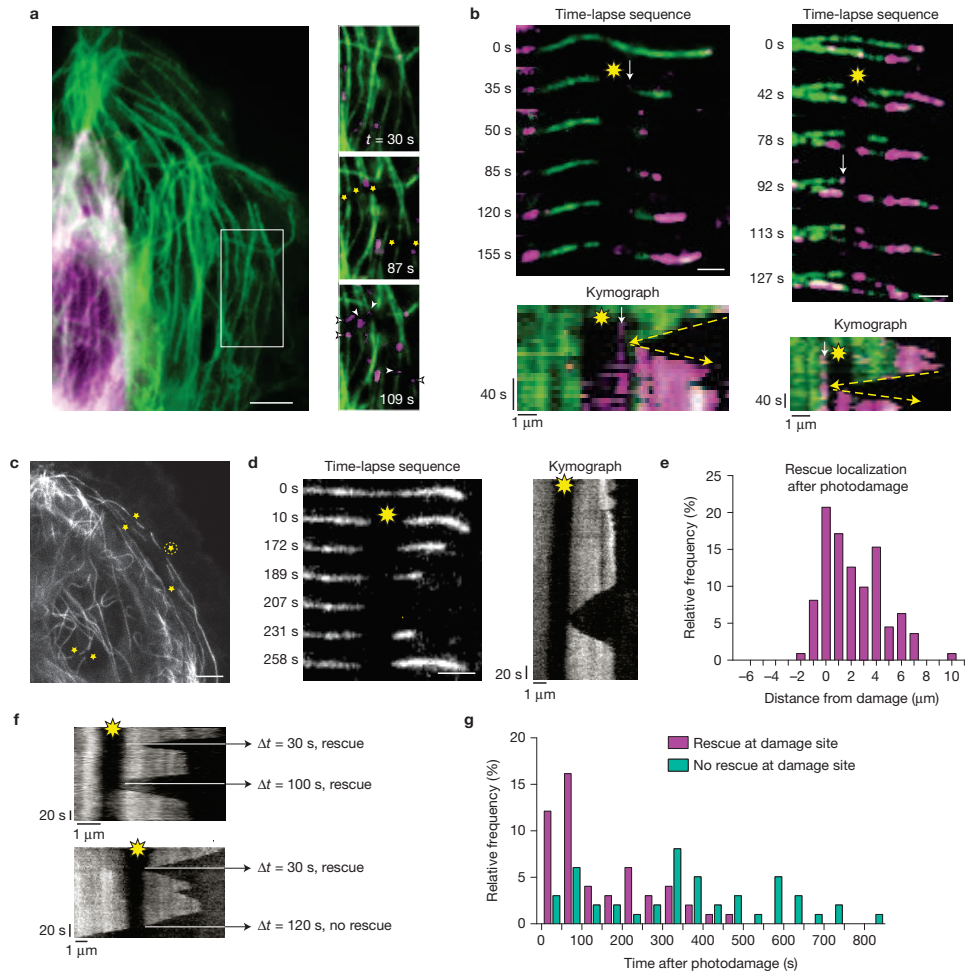 a
t = 30 s
87 s
109 s
b
Time-lapse sequence
0 s
35 s
50 s
85 s
120 s
155 s
Kymograph
40 s
1 μm
Time-lapse sequence
0 s
42 s
78 s
92 s
113 s
127 s
Kymograph
40 s
1 μm
c
d
Time-lapse sequence
0 s
10 s
172 s
189 s
207 s
231 s
258 s
Kymograph
20 s
1 μm
e
Rescue localization
after photodamage
Relative frequency (%)
25
20
15
10
5
0
−6 −4 −2 0 2 4 6 8 10
Distance from damage (μm)
f
Δt = 30 s, rescue
Δt = 100 s, rescue
20 s
1 μm
Δt = 30 s, rescue
Δt = 120 s, no rescue
20 s
1 μm
g
Rescue at damage site
No rescue at damage site
Relative frequency (%)
20
15
10
5
0
0 100 200 300 400 500 600 700 800
Time after photodamage (s)